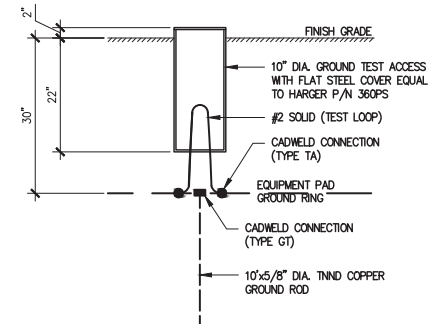 2"
FINISH GRADE
30"
22"
10" DIA. GROUND TEST ACCESS
WITH FLAT STEEL COVER EQUAL
TO HARGER P/N 360PS
#2 SOLID (TEST LOOP)
CADWELD CONNECTION
(TYPE TA)
EQUIPMENT PAD
GROUND RING
CADWELD CONNECTION
(TYPE GT)
10'x5/8" DIA. TNND COPPER
GROUND ROD